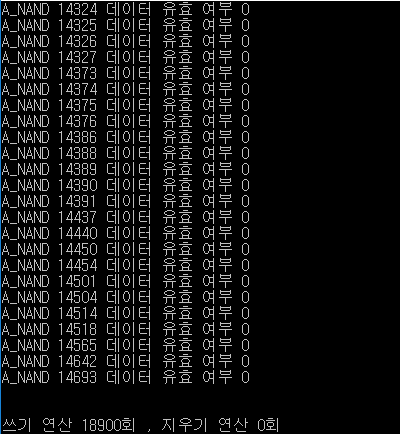 A_NAND 14324 데이터 유효 여부 0
A_NAND 14325 데이터 유효 여부 0
A_NAND 14326 데이터 유효 여부 0
A_NAND 14327 데이터 유효 여부 0
A_NAND 14373 데이터 유효 여부 0
A_NAND 14374 데이터 유효 여부 0
A_NAND 14375 데이터 유효 여부 0
A_NAND 14376 데이터 유효 여부 0
A_NAND 14386 데이터 유효 여부 0
A_NAND 14388 데이터 유효 여부 0
A_NAND 14389 데이터 유효 여부 0
A_NAND 14390 데이터 유효 여부 0
A_NAND 14391 데이터 유효 여부 0
A_NAND 14437 데이터 유효 여부 0
A_NAND 14440 데이터 유효 여부 0
A_NAND 14450 데이터 유효 여부 0
A_NAND 14454 데이터 유효 여부 0
A_NAND 14501 데이터 유효 여부 0
A_NAND 14504 데이터 유효 여부 0
A_NAND 14514 데이터 유효 여부 0
A_NAND 14518 데이터 유효 여부 0
A_NAND 14565 데이터 유효 여부 0
A_NAND 14642 데이터 유효 여부 0
A_NAND 14693 데이터 유효 여부 0
쓰기 연산 18900회 , 지우기 연산 0회